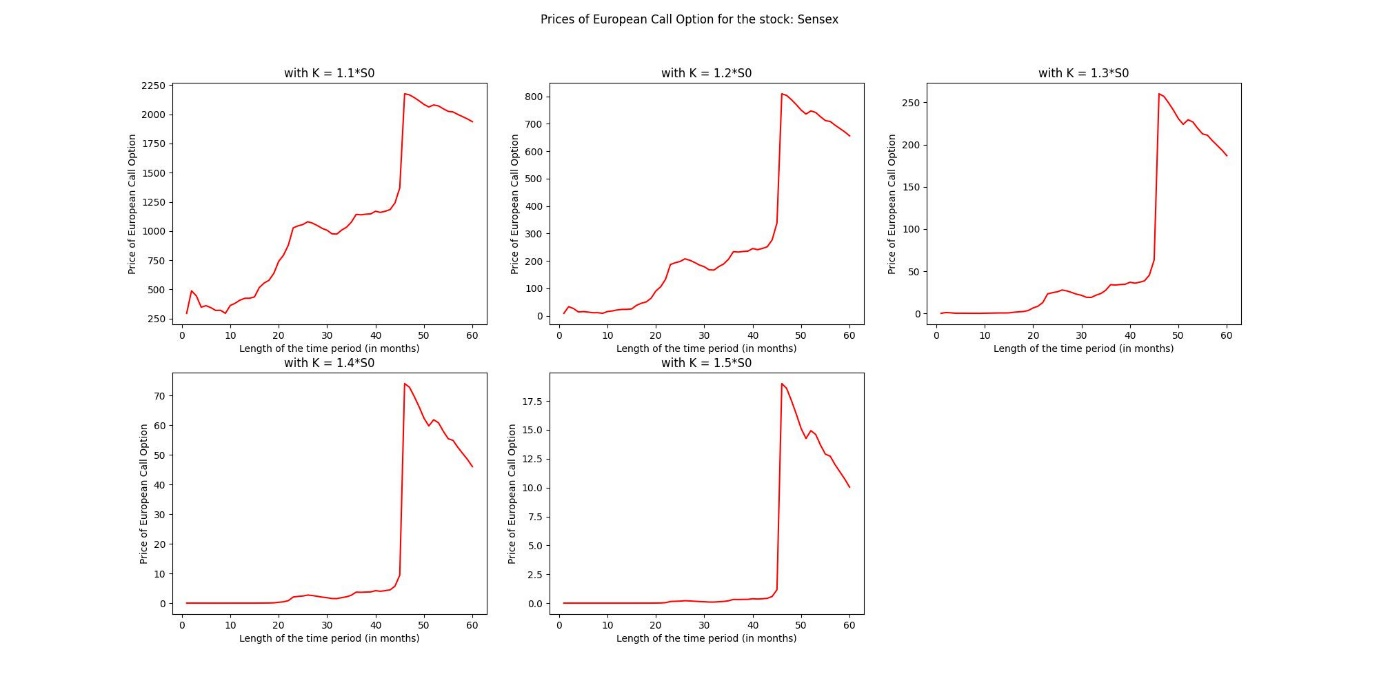 Prices of European Call Option for the stock: Sensex
with K = 1.1*S0
2250
2000
1750
1500
1250
1000
750
500
250
Price of European Call Option
0 10 20 30 40 50 60
Length of the time period (in months)
with K = 1.2*S0
800
700
600
500
400
300
200
100
0
Price of European Call Option
0 10 20 30 40 50 60
Length of the time period (in months)
with K = 1.3*S0
250
200
150
100
50
0
Price of European Call Option
0 10 20 30 40 50 60
Length of the time period (in months)
with K = 1.4*S0
70
60
50
40
30
20
10
0
Price of European Call Option
0 10 20 30 40 50 60
Length of the time period (in months)
with K = 1.5*S0
17.5
15.0
12.5
10.0
7.5
5.0
2.5
0.0
Price of European Call Option
0 10 20 30 40 50 60
Length of the time period (in months)